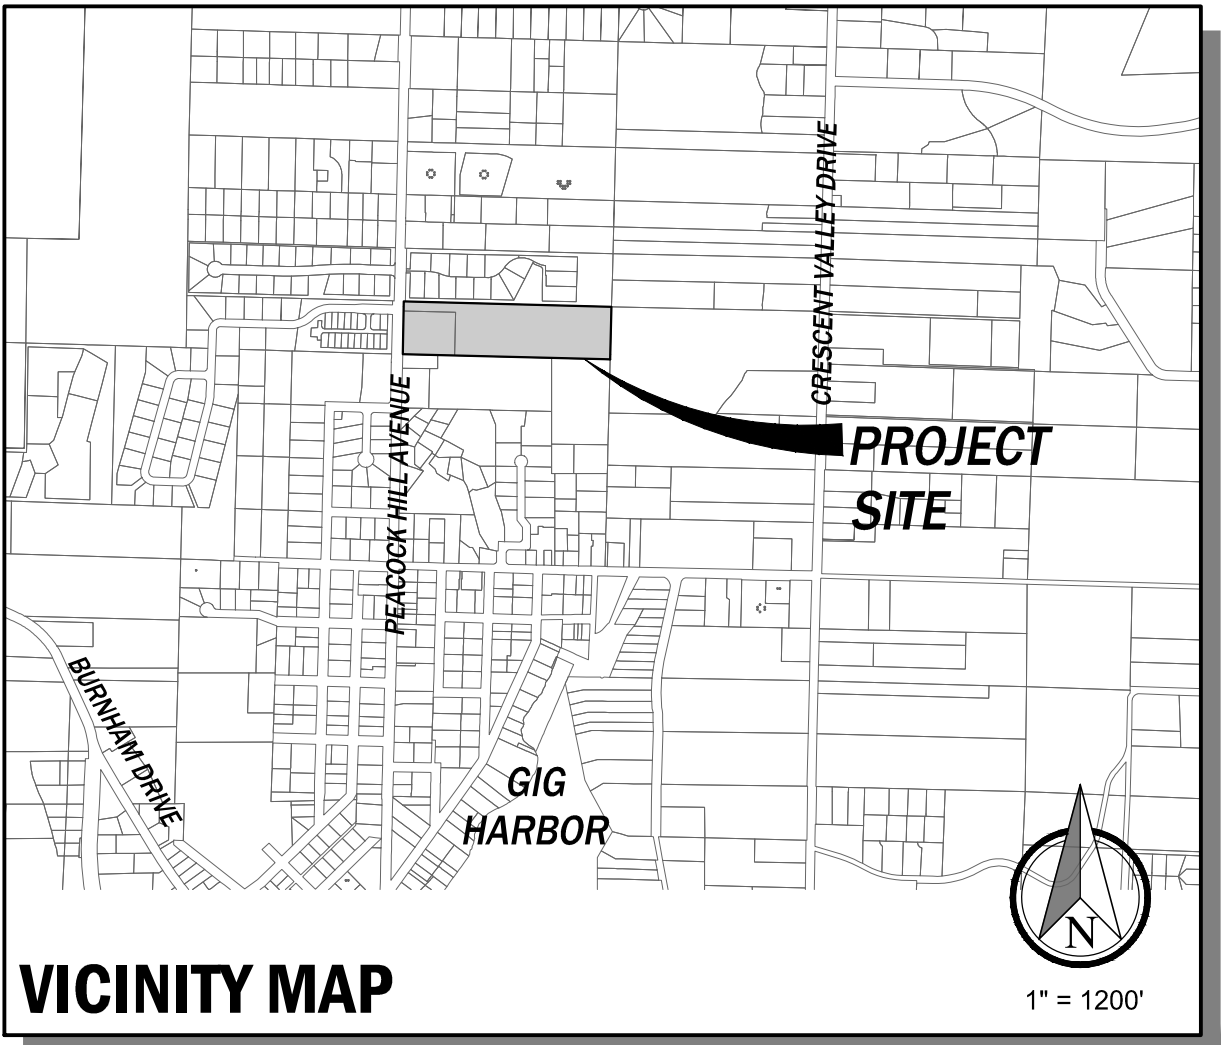 CRESCENT VALLEY DRIVE
PEACOCK HILL AVENUE
PROJECT
SITE
BURNHAM DRIVE
GIG
HARBOR
N
VICINITY MAP
1" = 1200'